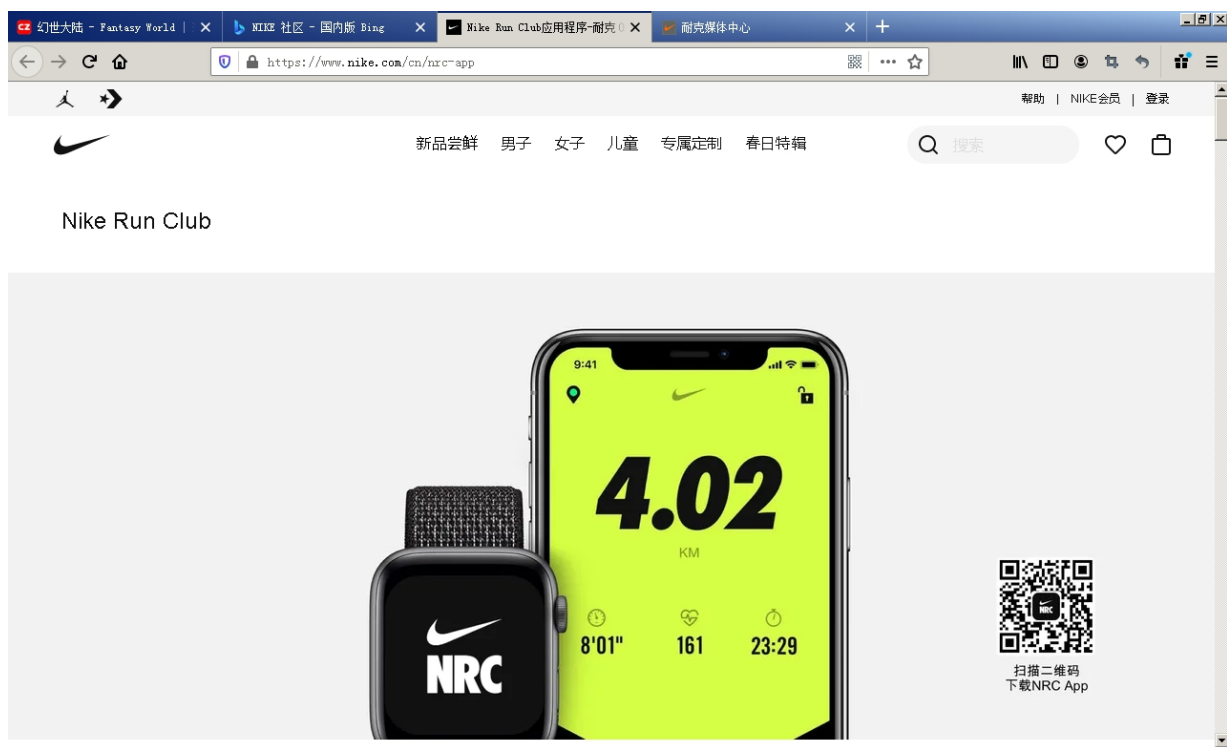 幻世大陆 - Fantasy World |
NIKE 社区 - 国内版 Bing
Nike Run Club应用程序-耐克
耐克媒体中心
https://www.nike.com/cn/nrc-app
帮助 | NIKE会员 | 登录
新品尝鲜 男子 女子 儿童 专属定制 春日特辑
搜索
Nike Run Club
9:41
4.02
KM
8'01" 161 23:29
NRC
NRC
扫描二维码
下载NRC App